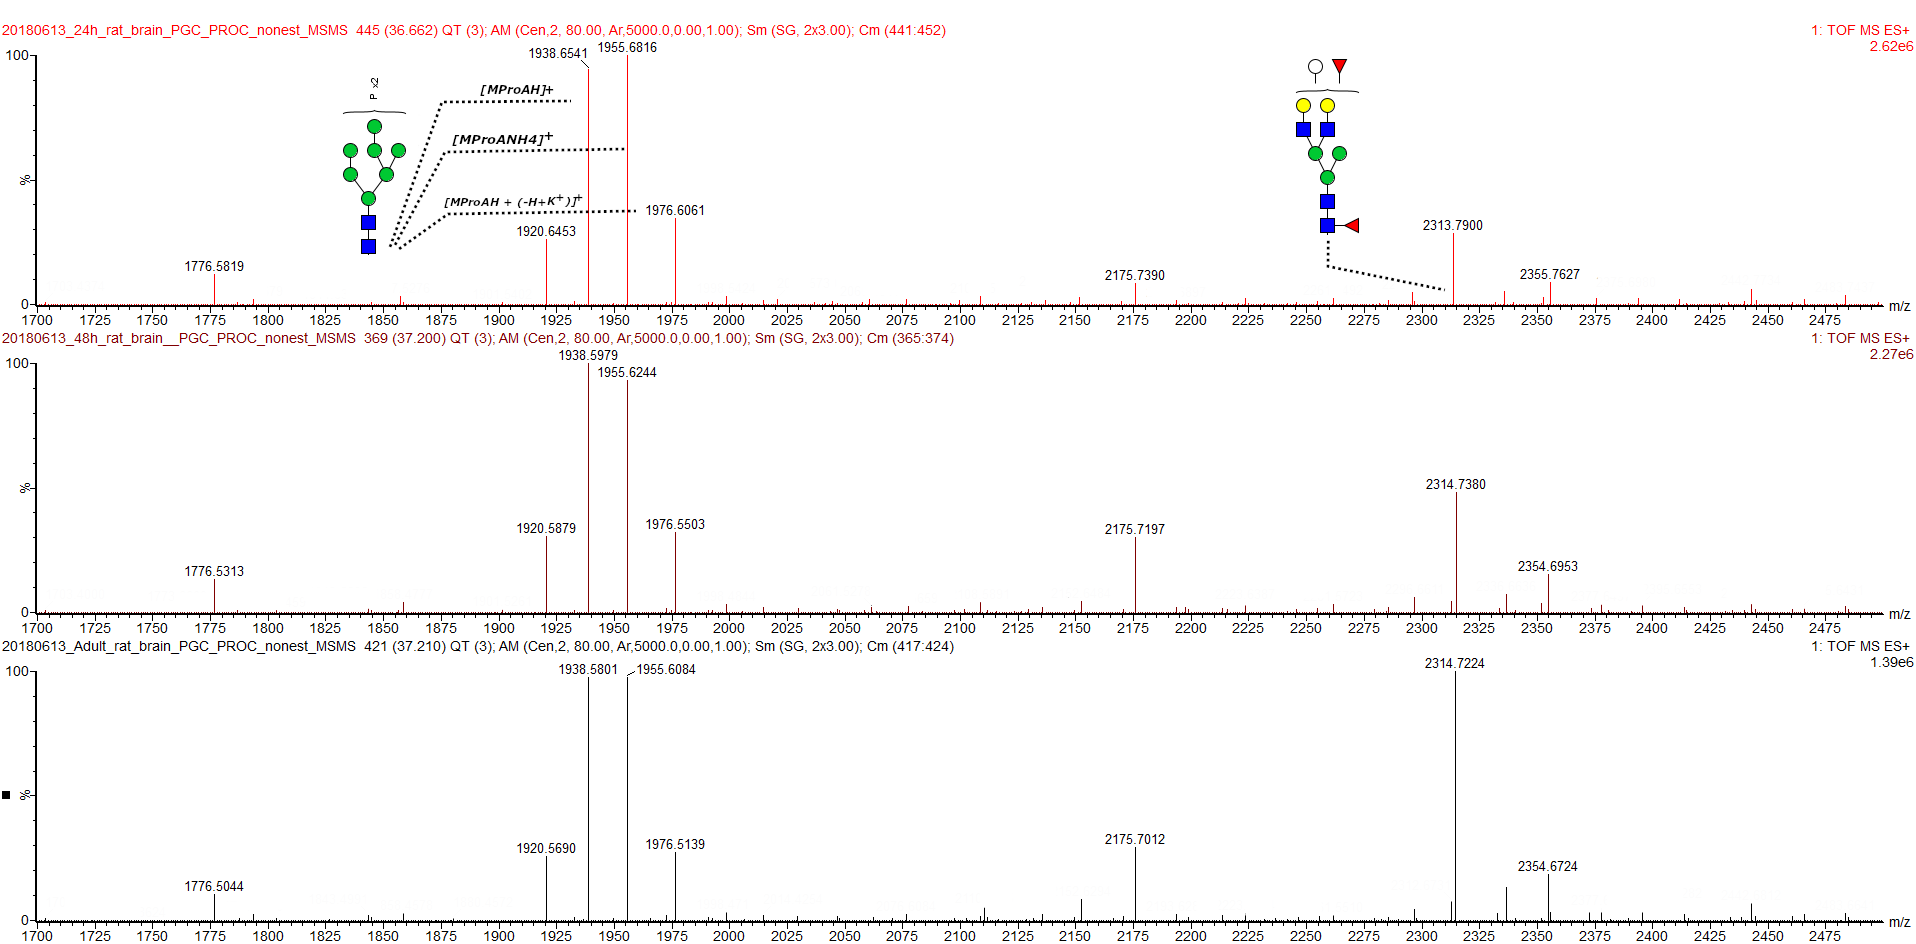 20180613_24h_rat_brain_PGC_PROC_nonest_MSMS 445 (36.662) QT (3); AM (Cen,2, 80.00, Ar,5000.0,0.00,1.00); Sm (SG, 2x3.00); Cm (441:452)
1: TOF MS ES+
2.62e6
100
%
0
1938.6541
1955.6816
P x2
[MProAH]+
[MProANH4]+
[MProAH + (-H+K+)]+
1976.6061
1920.6453
1776.5819
2175.7390
2313.7900
2355.7627
1700 1725 1750 1775 1800 1825 1850 1875 1900 1925 1950 1975 2000 2025 2050 2075 2100 2125 2150 2175 2200 2225 2250 2275 2300 2325 2350 2375 2400 2425 2450 2475
m/z
20180613_48h_rat_brain__PGC_PROC_nonest_MSMS 369 (37.200) QT (3); AM (Cen,2, 80.00, Ar,5000.0,0.00,1.00); Sm (SG, 2x3.00); Cm (365:374)
1: TOF MS ES+
2.27e6
100
%
0
1938.5979
1955.6244
1920.5879
1976.5503
1776.5313
2175.7197
2314.7380
2354.6953
1700 1725 1750 1775 1800 1825 1850 1875 1900 1925 1950 1975 2000 2025 2050 2075 2100 2125 2150 2175 2200 2225 2250 2275 2300 2325 2350 2375 2400 2425 2450 2475
m/z
20180613_Adult_rat_brain_PGC_PROC_nonest_MSMS 421 (37.210) QT (3); AM (Cen,2, 80.00, Ar,5000.0,0.00,1.00); Sm (SG, 2x3.00); Cm (417:424)
1: TOF MS ES+
1.39e6
100
%
0
1938.5801
1955.6084
2314.7224
1920.5690
1976.5139
1776.5044
2175.7012
2354.6724
1700 1725 1750 1775 1800 1825 1850 1875 1900 1925 1950 1975 2000 2025 2050 2075 2100 2125 2150 2175 2200 2225 2250 2275 2300 2325 2350 2375 2400 2425 2450 2475
m/z